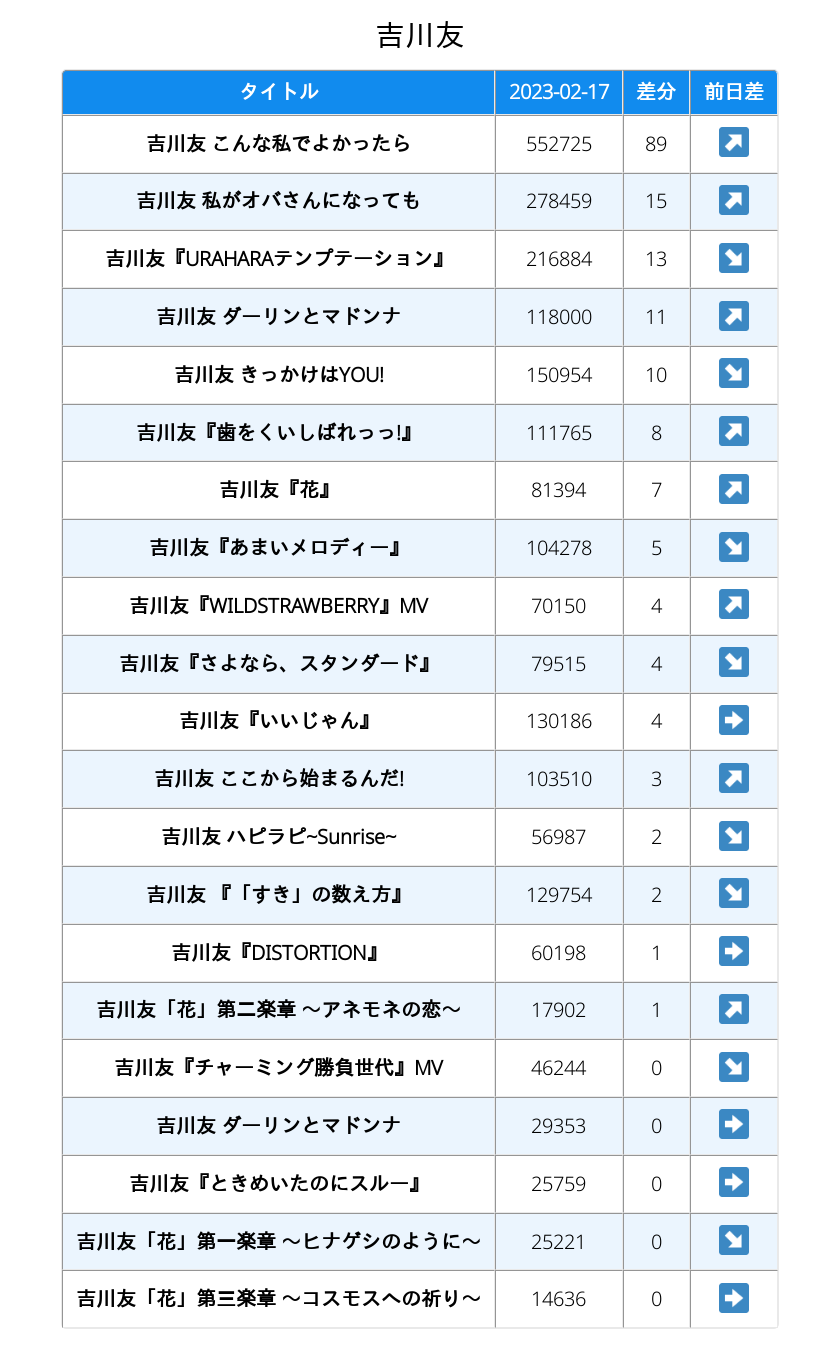 吉川友
タイトル 2023-02-17 差分 前日差
吉川友 こんな私でよかったら 552725 89 ↗
吉川友 私がオバさんになっても 278459 15 ↗
吉川友『URAHARAテンプテーション』 216884 13 ↘
吉川友 ダーリンとマドンナ 118000 11 ↗
吉川友 きっかけはYOU! 150954 10 ↘
吉川友『歯をくいしばれっっ!』 111765 8 ↗
吉川友『花』 81394 7 ↗
吉川友『あまいメロディー』 104278 5 ↘
吉川友『WILDSTRAWBERRY』MV 70150 4 ↗
吉川友『さよなら、スタンダード』 79515 4 ↘
吉川友『いいじゃん』 130186 4 ➡
吉川友 ここから始まるんだ! 103510 3 ↗
吉川友 ハピラピ~Sunrise~ 56987 2 ↘
吉川友 『「すき」の数え方』 129754 2 ↘
吉川友『DISTORTION』 60198 1 ➡
吉川友「花」第二楽章 〜アネモネの恋〜 17902 1 ↗
吉川友『チャーミング勝負世代』MV 46244 0 ↘
吉川友 ダーリンとマドンナ 29353 0 ➡
吉川友『ときめいたのにスルー』 25759 0 ➡
吉川友「花」第一楽章 〜ヒナゲシのように〜 25221 0 ↘
吉川友「花」第三楽章 〜コスモスへの祈り〜 14636 0 ➡